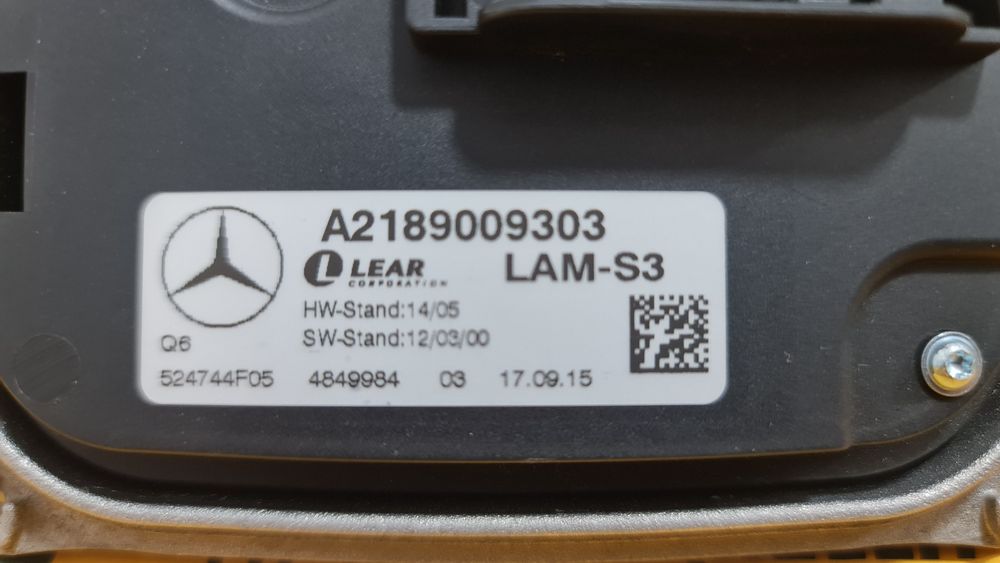 A2189009303
LEAR LAM-S3
CORPORATION
HW-Stand:14/05
SW-Stand:12/03/00
Q6
524744F05 4849984 03 17.09.15